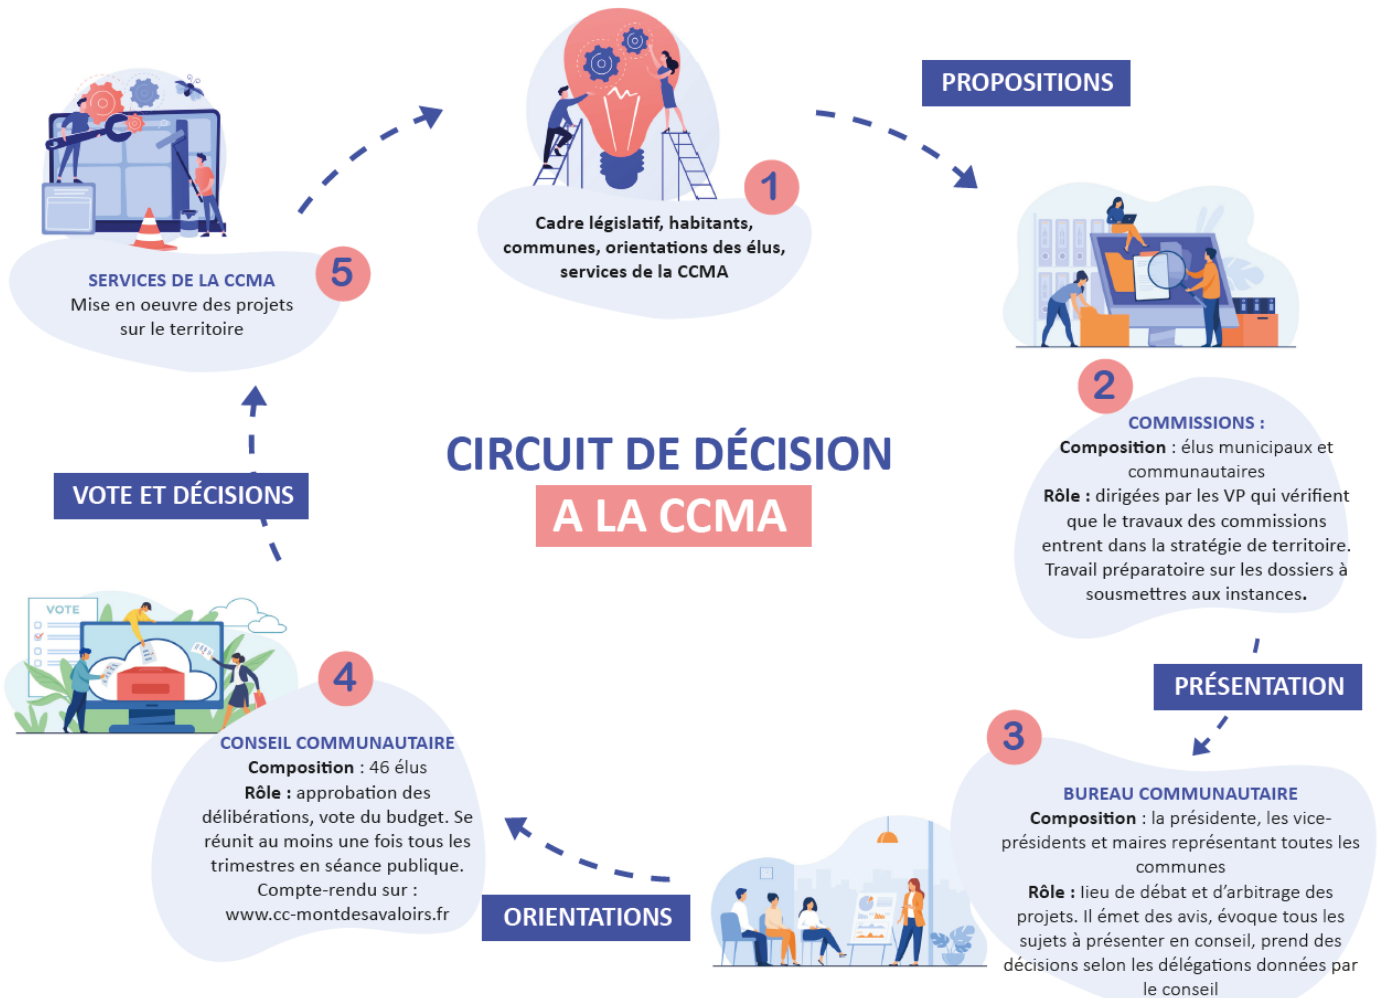 CIRCUIT DE DÉCISION
A LA CCMA
1
Cadre législatif, habitants,
communes, orientations des élus,
services de la CCMA
PROPOSITIONS
2
COMMISSIONS :
Composition : élus municipaux et
communautaires
Rôle : dirigées par les VP qui vérifient
que le travaux des commissions
entrent dans la stratégie de territoire.
Travail préparatoire sur les dossiers à
sousmettres aux instances.
PRÉSENTATION
3
BUREAU COMMUNAUTAIRE
Composition : la présidente, les vice-
présidents et maires représentant toutes les
communes
Rôle : lieu de débat et d'arbitrage des
projets. Il émet des avis, évoque tous les
sujets à présenter en conseil, prend des
décisions selon les délégations données par
le conseil
ORIENTATIONS
VOTE
4
CONSEIL COMMUNAUTAIRE
Composition : 46 élus
Rôle : approbation des
délibérations, vote du budget. Se
réunit au moins une fois tous les
trimestres en séance publique.
Compte-rendu sur :
www.cc-montdesavaloirs.fr
VOTE ET DÉCISIONS
5
SERVICES DE LA CCMA
Mise en oeuvre des projets
sur le territoire